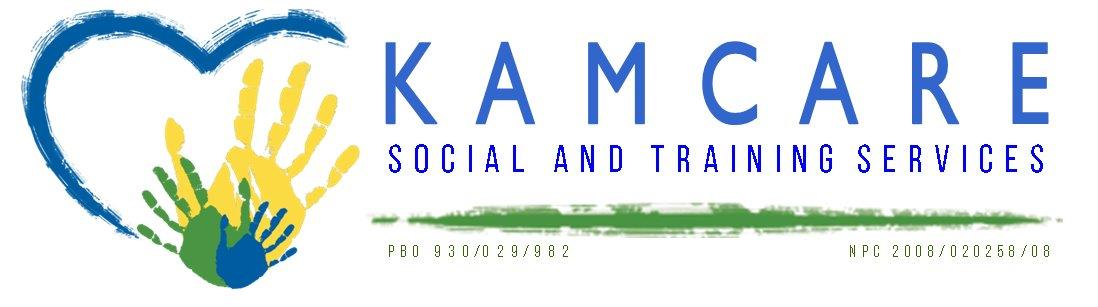 KAMCARE
SOCIAL AND TRAINING SERVICES
PBO 930/029/982 NPC 2008/020258/08